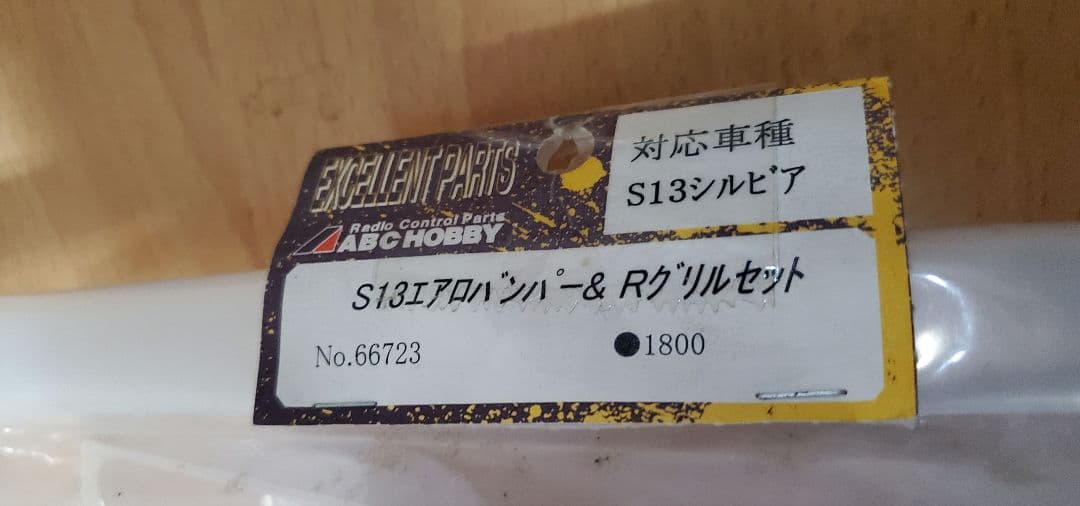 EXCELLENT PARTS
Radio Control Parts
ABC HOBBY
対応車種
S13シルビア
S13エアロバンパー& Rグリルセット
No.66723
●1800